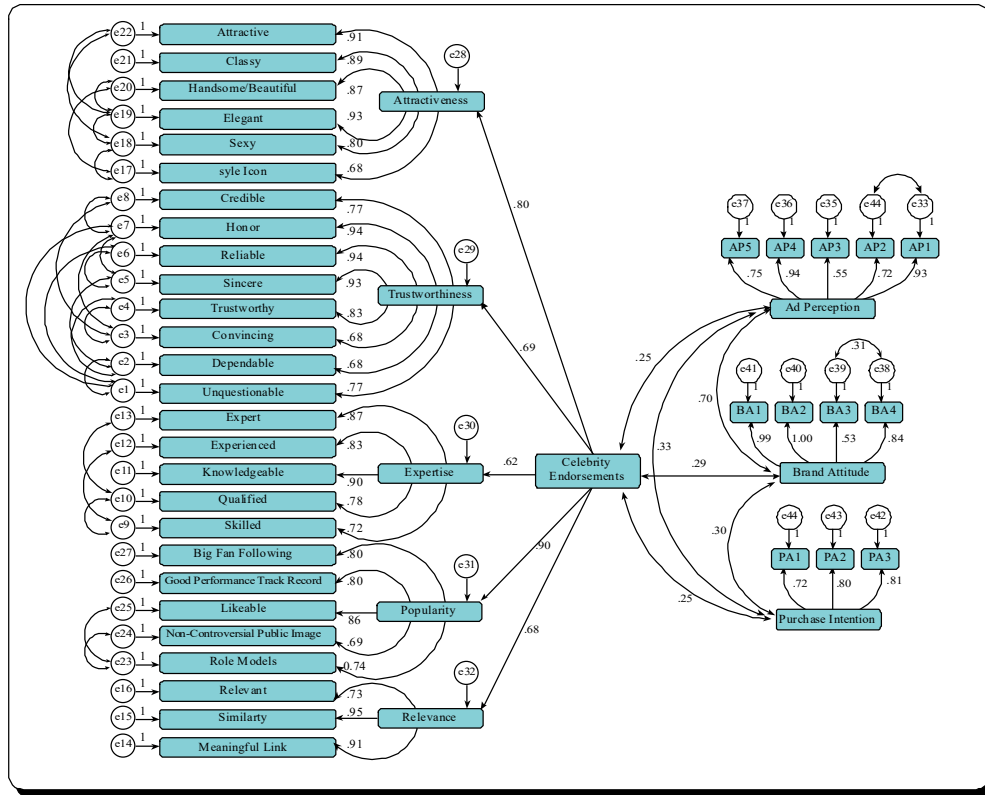 e22 1 Attractive .91
e21 1 Classy .89
e20 1 Handsome/Beautiful .87
e19 1 Elegant .93
e18 1 Sexy .80
e17 1 syle Icon .68
e28
Attractiveness
e8 1 Credible .77
e7 1 Honor .94
e6 1 Reliable .94
e5 1 Sincere .93
e4 1 Trustworthy .83
e3 1 Convincing .68
e2 1 Dependable .68
e1 1 Unquestionable .77
e29
Trustworthiness
e13 1 Expert .87
e12 1 Experienced .83
e11 1 Knowledgeable .90
e10 1 Qualified .78
e9 1 Skilled .72
e30
Expertise
e27 1 Big Fan Following .80
e26 1 Good Performance Track Record .80
e25 1 Likeable 86
e24 1 Non-Controversial Public Image .69
e23 1 Role Models 0.74
e31
Popularity
e16 1 Relevant .73
e15 1 Similarty .95
e14 1 Meaningful Link .91
e32
Relevance
.80
.69
.62
.90
.68
Celebrity
Endorsements
.25
.70
.33
.29
.30
.25
e37 e36 e35 e44 e33
1 1 1 1 1
AP5 AP4 AP3 AP2 AP1
.75 .94 .55 .72 .93
Ad Perception
.31
e41 e40 e39 e38
1 1 1 1
BA1 BA2 BA3 BA4
.99 1.00 .53 .84
Brand Attitude
e44 e43 e42
1 1 1
PA1 PA2 PA3
.72 .80 .81
Purchase Intention